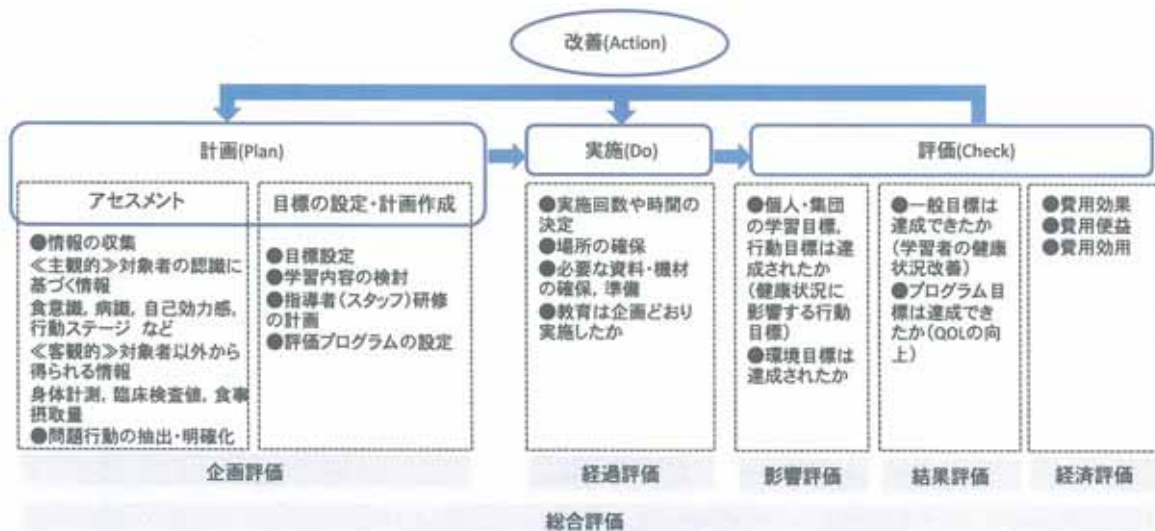 改善(Action)
計画(Plan)
実施(Do)
評価(Check)
アセスメント
●情報の収集
≪主観的≫対象者の認識に
基づく情報
食意識, 病識, 自己効力感,
行動ステージ など
≪客観的≫対象者以外から
得られる情報
身体計測, 臨床検査値, 食事
摂取量
●問題行動の抽出・明確化
目標の設定・計画作成
●目標設定
●学習内容の検討
●指導者(スタッフ)研修
の計画
●評価プログラムの設定
●実施回数や時間の
決定
●場所の確保
●必要な資料・機材
の確保, 準備
●教育は企画どおり
実施したか
●個人・集団
の学習目標,
行動目標は達
成されたか
(健康状況に
影響する行動
目標)
●環境目標は
達成されたか
●一般目標は
達成できたか
(学習者の健康
状況改善)
●プログラム目
標は達成でき
たか(QOLの向
上)
●費用効果
●費用便益
●費用効用
企画評価
経過評価
影響評価
結果評価
経済評価
総合評価